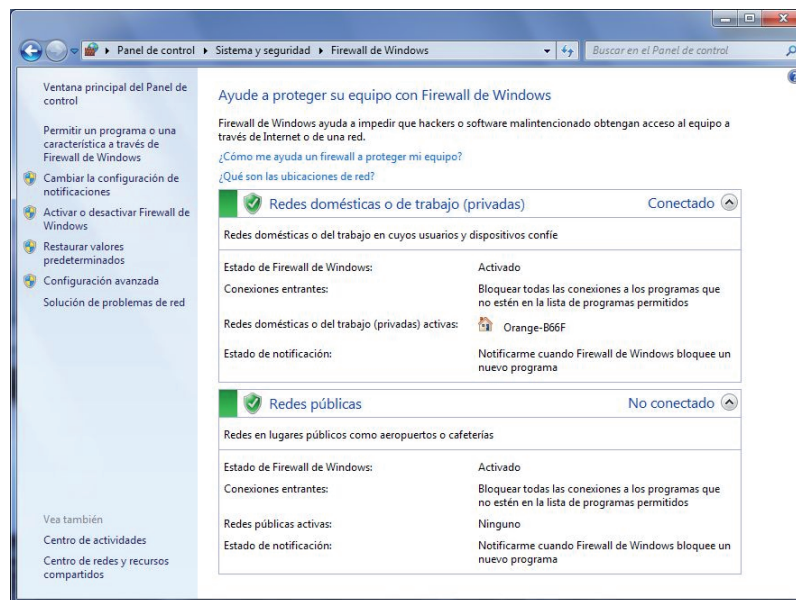 Panel de control ▸ Sistema y seguridad ▸ Firewall de Windows
Buscar en el Panel de control
Ventana principal del Panel de
control
Permitir un programa o una
característica a través de
Firewall de Windows
Cambiar la configuración de
notificaciones
Activar o desactivar Firewall de
Windows
Restaurar valores
predeterminados
Configuración avanzada
Solución de problemas de red
Vea también
Centro de actividades
Centro de redes y recursos
compartidos
Ayude a proteger su equipo con Firewall de Windows
Firewall de Windows ayuda a impedir que hackers o software malintencionado obtengan acceso al equipo a
través de Internet o de una red.
¿Cómo me ayuda un firewall a proteger mi equipo?
¿Qué son las ubicaciones de red?
Redes domésticas o de trabajo (privadas) Conectado
Redes domésticas o del trabajo en cuyos usuarios y dispositivos confíe
Estado de Firewall de Windows: Activado
Conexiones entrantes: Bloquear todas las conexiones a los programas que
no estén en la lista de programas permitidos
Redes domésticas o del trabajo (privadas) activas: Orange-B66F
Estado de notificación: Notificarme cuando Firewall de Windows bloquee un
nuevo programa
Redes públicas No conectado
Redes en lugares públicos como aeropuertos o cafeterías
Estado de Firewall de Windows: Activado
Conexiones entrantes: Bloquear todas las conexiones a los programas que
no estén en la lista de programas permitidos
Redes públicas activas: Ninguno
Estado de notificación: Notificarme cuando Firewall de Windows bloquee un
nuevo programa